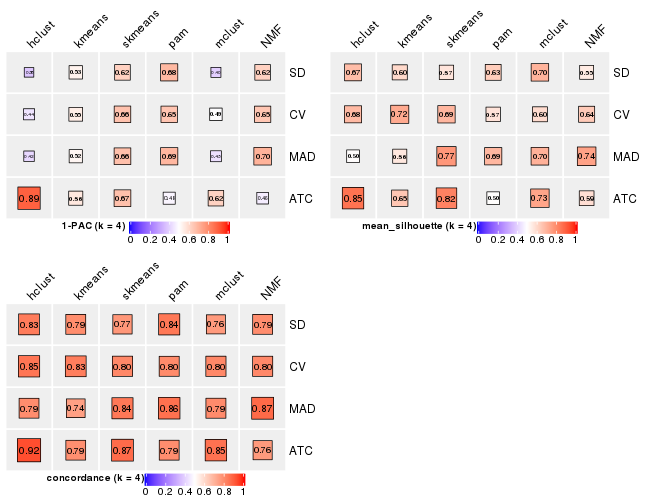 hclust kmeans skmeans pam mclust NMF
0.53 0.62 0.68 0.62 SD
0.44 0.55 0.66 0.65 0.49 0.65 CV
0.52 0.66 0.69 0.70 MAD
0.89 0.56 0.67 0.41 0.62 ATC
1-PAC (k = 4)
0 0.2 0.4 0.6 0.8 1
hclust kmeans skmeans pam mclust NMF
0.67 0.60 0.57 0.63 0.70 0.55 SD
0.68 0.72 0.69 0.57 0.60 0.64 CV
0.50 0.56 0.77 0.69 0.70 0.74 MAD
0.85 0.65 0.82 0.50 0.73 0.59 ATC
mean_silhouette (k = 4)
0 0.2 0.4 0.6 0.8 1
hclust kmeans skmeans pam mclust NMF
0.83 0.79 0.77 0.84 0.76 0.79 SD
0.85 0.83 0.80 0.80 0.80 0.80 CV
0.79 0.74 0.84 0.86 0.79 0.87 MAD
0.92 0.79 0.87 0.79 0.85 0.76 ATC
concordance (k = 4)
0 0.2 0.4 0.6 0.8 1